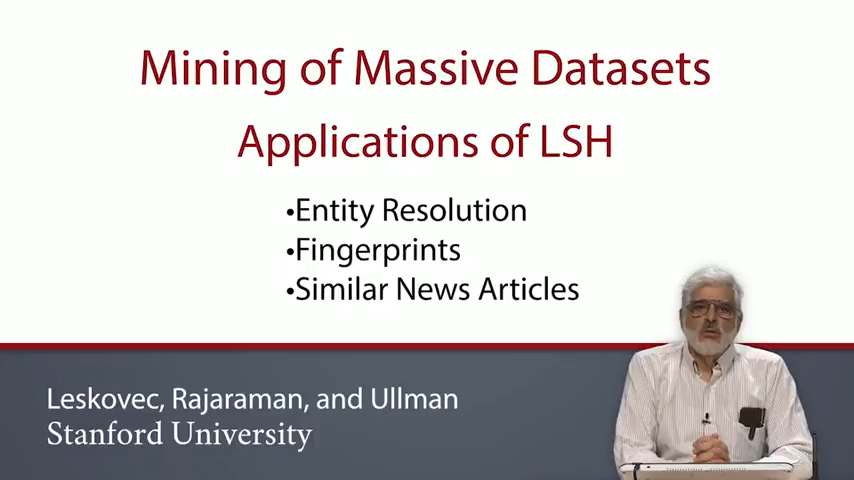 Mining of Massive Datasets
Applications of LSH
•Entity Resolution
•Fingerprints
•Similar News Articles
Leskovec, Rajaraman, and Ullman
Stanford University